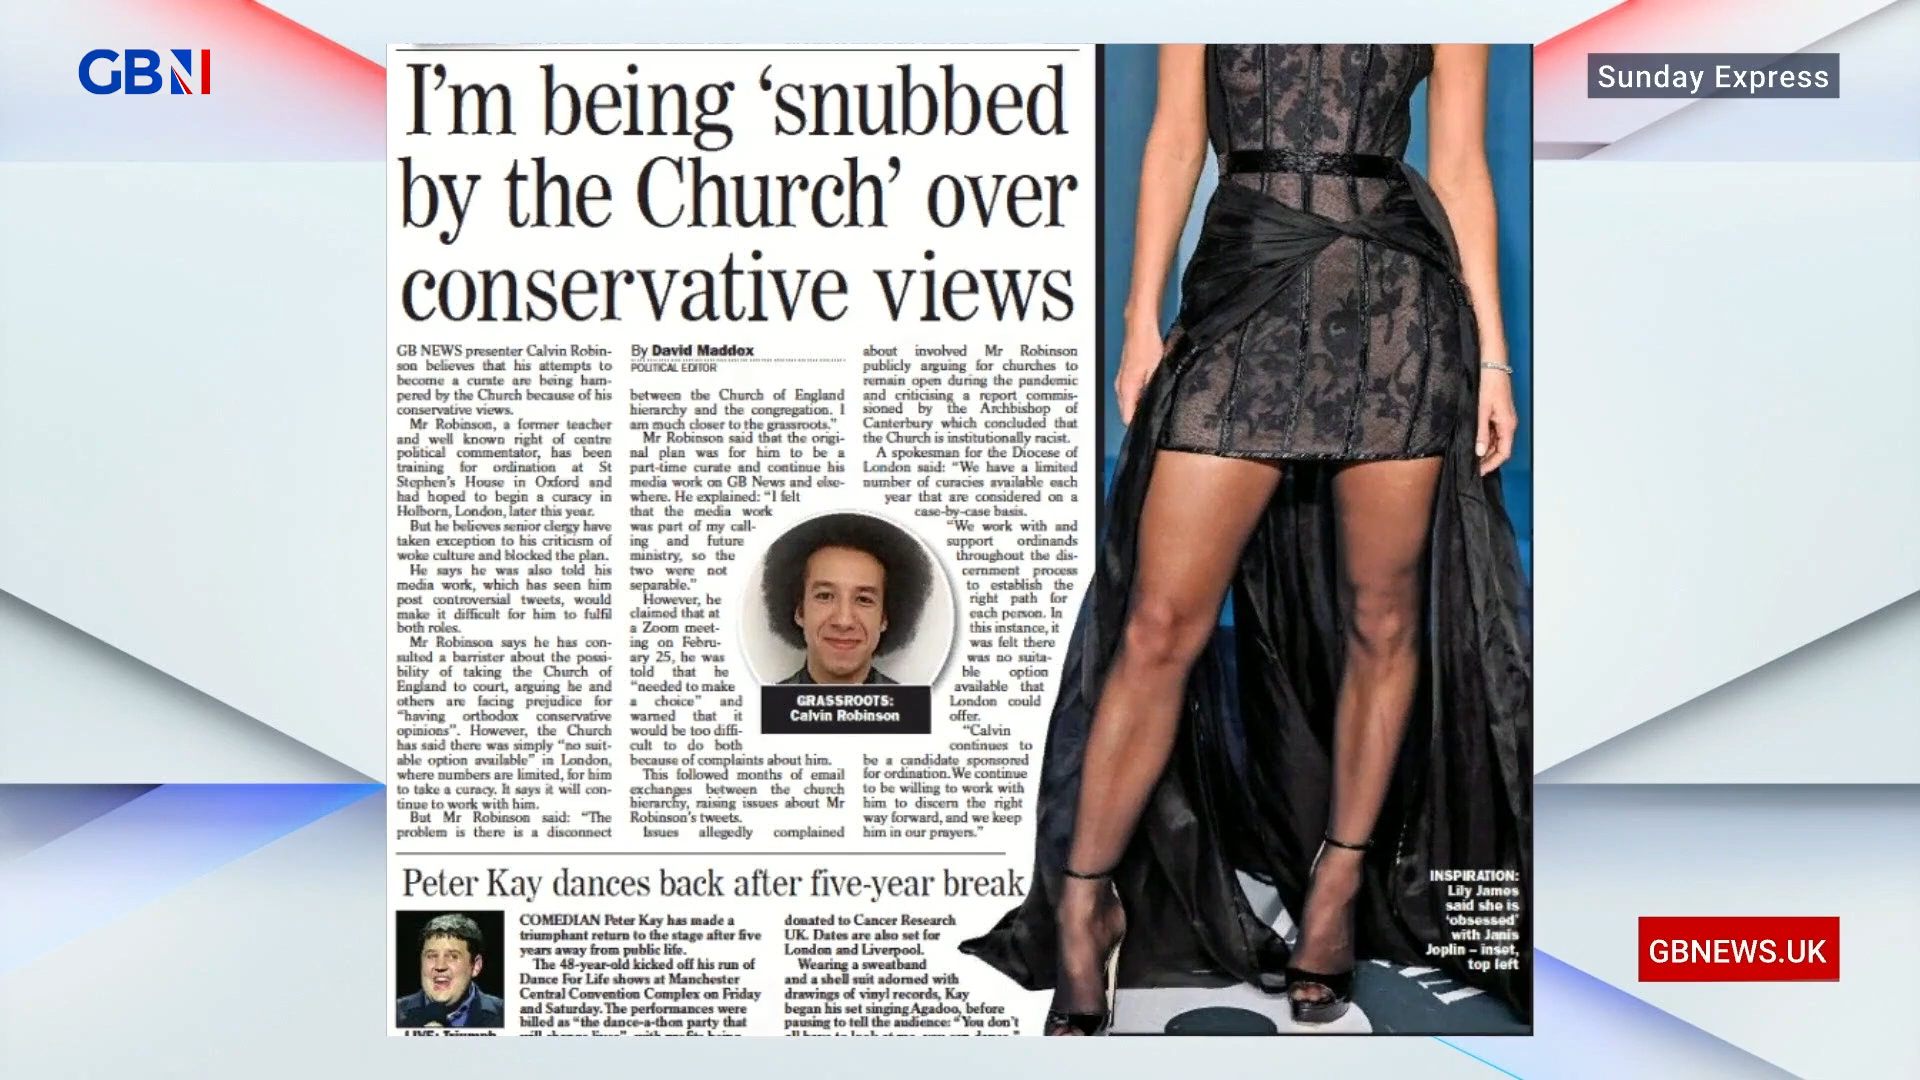 GBN
Sunday Express
I'm being 'snubbed
by the Church' over
conservative views
GB NEWS presenter Calvin Robin-
son believes that his attempts to
become a curate are being ham-
pered by the Church because of his
conservative views.
Mr Robinson, a former teacher
and well known right of centre
political commentator, has been
training for ordination at St
Stephen's House in Oxford and
had hoped to begin a curacy in
Holborn, London, later this year.
But he believes senior clergy have
taken exception to his criticism of
woke culture and blocked the plan.
He says he was also told his
media work, which has seen him
post controversial tweets, would
make it difficult for him to fulfil
both roles.
Mr Robinson says he has con-
sulted a barrister about the possi-
bility of taking the Church of
England to court, arguing he and
others are facing prejudice for
"having orthodox conservative
opinions". However, the Church
has said there was simply "no suit-
able option available" in London,
where numbers are limited, for him
to take a curacy. It says it will con-
tinue to work with him.
But Mr Robinson said: "The
problem is there is a disconnect
By David Maddox
POLITICAL EDITOR
between the Church of England
hierarchy and the congregation. I
am much closer to the grassroots."
Mr Robinson said that the origi-
nal plan was for him to be a
part-time curate and continue his
media work on GB News and else-
where. He explained: "I felt
that the media work
was part of my call-
ing and future
ministry, so the
two were not
separable."
However, he
claimed that at
a Zoom meet-
ing on Febru-
ary 25, he was
told that he
"needed to make
a choice" and
warned that it
would be too diffi-
cult to do both
because of complaints about him.
This followed months of email
exchanges between the church
hierarchy, raising issues about Mr
Robinson's tweets.
Issues allegedly complained
about involved Mr Robinson
publicly arguing for churches to
remain open during the pandemic
and criticising a report commis-
sioned by the Archbishop of
Canterbury which concluded that
the Church is institutionally racist.
A spokesman for the Diocese of
London said: "We have a limited
number of curacies available each
year that are considered on a
case-by-case basis.
"We work with and
support ordinands
throughout the dis-
cernment process
to establish the
right path for
each person. In
this instance, it
was felt there
was no suita-
ble option
available that
London could
offer.
"Calvin
continues to
be a candidate sponsored
for ordination. We continue
to be willing to work with
him to discern the right
way forward, and we keep
him in our prayers."
GRASSROOTS:
Calvin Robinson
Peter Kay dances back after five-year break
COMEDIAN Peter Kay has made a
triumphant return to the stage after five
years away from public life.
The 48-year-old kicked off his run of
Dance For Life shows at Manchester
Central Convention Complex on Friday
and Saturday. The performances were
billed as "the dance-a-thon party that
donated to Cancer Research
UK. Dates are also set for
London and Liverpool.
Wearing a sweatband
and a shell suit adorned with
drawings of vinyl records, Kay
began his set singing Agadoo, before
pausing to tell the audience: "You don't
INSPIRATION:
Lily James
said she is
'obsessed'
with Janis
Joplin – inset,
top left
GBNEWS.UK